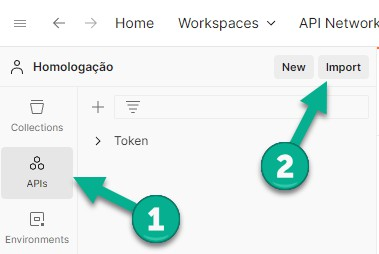 Home Workspaces API Network
Homologação New Import
Collections
Token
APIs
Environments
1
2